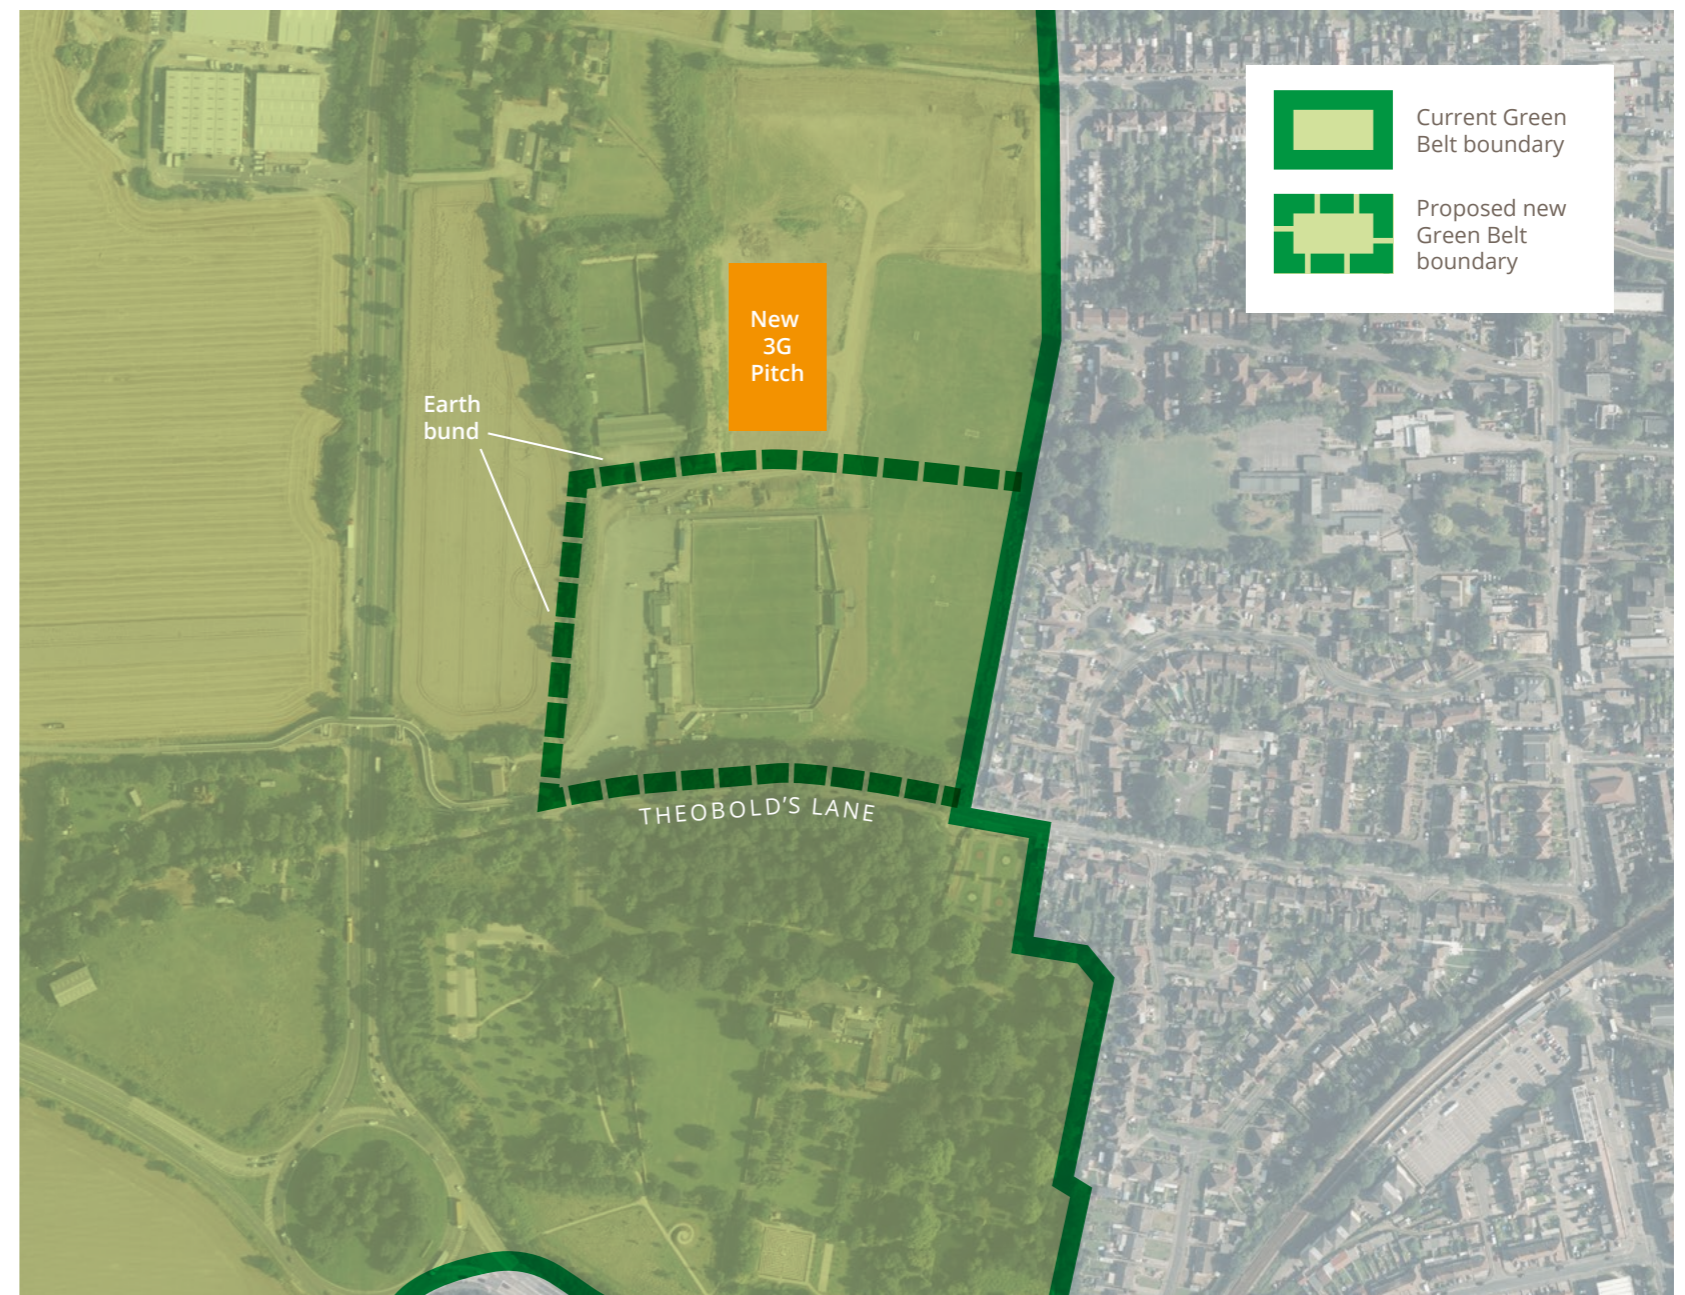 Current Green
Belt boundary
Proposed new
Green Belt
boundary
New
3G
Pitch
Earth
bund
THEOBOLD'S LANE